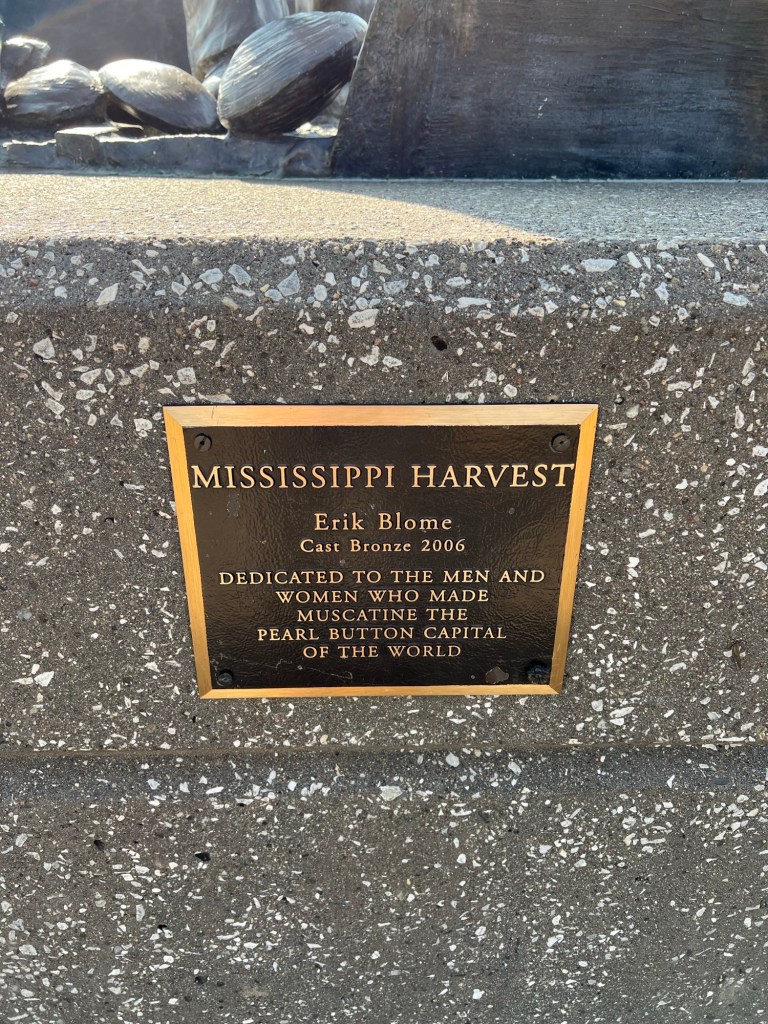 MISSISSIPPI HARVEST
Erik Blome
Cast Bronze 2006
DEDICATED TO THE MEN AND
WOMEN WHO MADE
MUSCATINE THE
PEARL BUTTON CAPITAL
OF THE WORLD